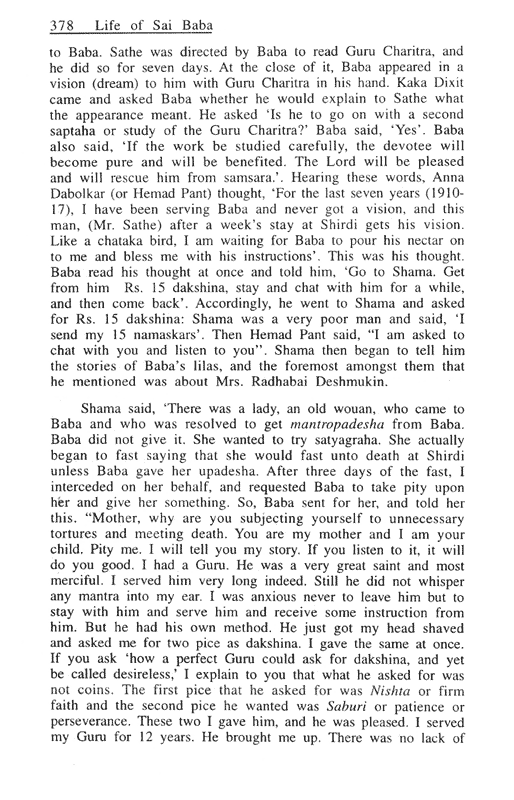 378 Life of Sai Baba
to Baba. Sathe was directed by Baba to read Guru Charitra, and
he did so for seven days. At the close of it, Baba appeared in a
vision (dream) to him with Guru Charitra in his hand. Kaka Dixit
came and asked Baba whether he would explain to Sathe what
the appearance meant. He asked ‘Is he to go on with a second
saptaha or study of the Guru Charitra?’ Baba said, ‘Yes’. Baba
also said, ‘If the work be studied carefully, the devotee will
become pure and will be benefited. The Lord will be pleased
and will rescue him from samsara.’. Hearing these words, Anna
Dabolkar (or Hemad Pant) thought, ‘For the last seven years (1910-
17), I have been serving Baba and never got a vision, and this
man, (Mr. Sathe) after a week’s stay at Shirdi gets his vision.
Like a chataka bird, I am waiting for Baba to pour his nectar on
to me and bless me with his instructions’. This was his thought.
Baba read his thought at once and told him, ‘Go to Shama. Get
from him Rs. 15 dakshina, stay and chat with him for a while,
and then come back’. Accordingly, he went to Shama and asked
for Rs. 15 dakshina: Shama was a very poor man and said, ‘I
send my 15 namaskars’. Then Hemad Pant said, “I am asked to
chat with you and listen to you”. Shama then began to tell him
the stories of Baba’s lilas, and the foremost amongst them that
he mentioned was about Mrs. Radhabai Deshmukin.
Shama said, ‘There was a lady, an old wouan, who came to
Baba and who was resolved to get mantropadesha from Baba.
Baba did not give it. She wanted to try satyagraha. She actually
began to fast saying that she would fast unto death at Shirdi
unless Baba gave her upadesha. After three days of the fast, I
interceded on her behalf, and requested Baba to take pity upon
her and give her something. So, Baba sent for her, and told her
this. “Mother, why are you subjecting yourself to unnecessary
tortures and meeting death. You are my mother and I am your
child. Pity me. I will tell you my story. If you listen to it, it will
do you good. I had a Guru. He was a very great saint and most
merciful. I served him very long indeed. Still he did not whisper
any mantra into my ear. I was anxious never to leave him but to
stay with him and serve him and receive some instruction from
him. But he had his own method. He just got my head shaved
and asked me for two pice as dakshina. I gave the same at once.
If you ask ‘how a perfect Guru could ask for dakshina, and yet
be called desireless,’ I explain to you that what he asked for was
not coins. The first pice that he asked for was Nishta or firm
faith and the second pice he wanted was Saburi or patience or
perseverance. These two I gave him, and he was pleased. I served
my Guru for 12 years. He brought me up. There was no lack of